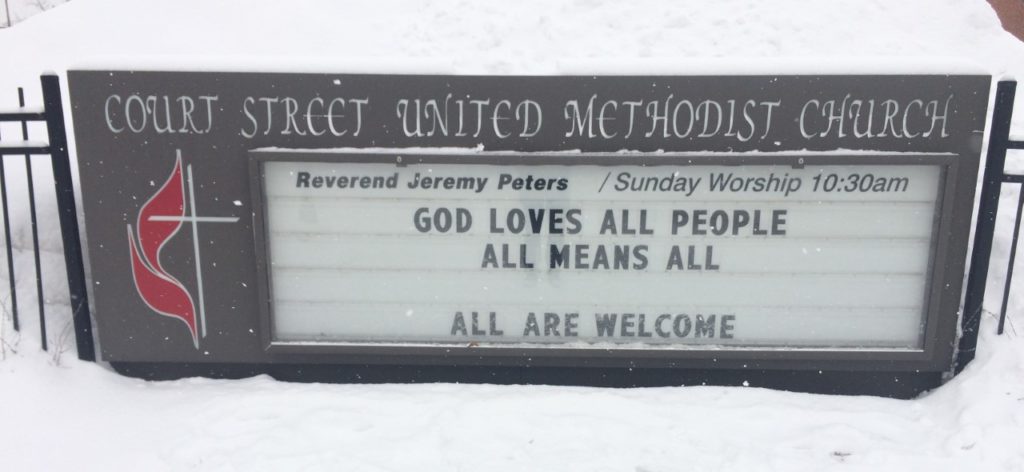 COURT STREET UNITED METHODIST CHURCH
Reverend Jeremy Peters / Sunday Worship 10:30am
GOD LOVES ALL PEOPLE
ALL MEANS ALL
ALL ARE WELCOME